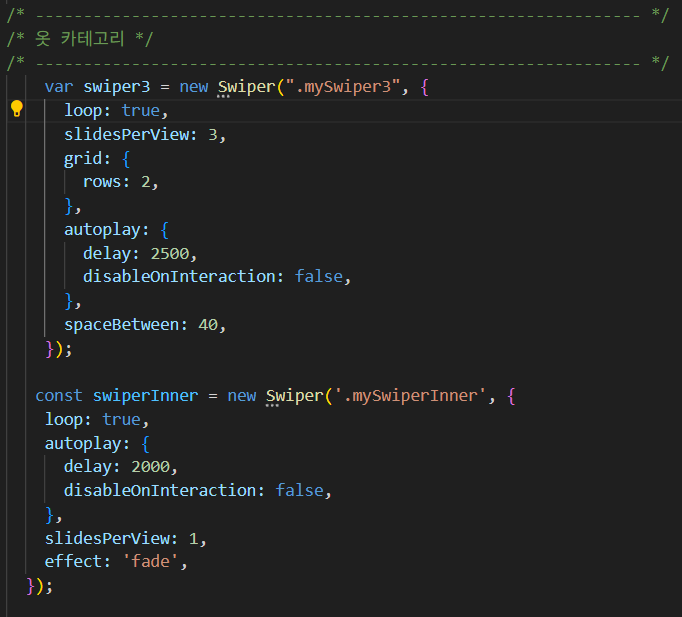 /* ---------------------------------------------------------------- */
/* 옷 카테고리 */
/* ---------------------------------------------------------------- */
var swiper3 = new Swiper(".mySwiper3", {
loop: true,
slidesPerView: 3,
grid: {
rows: 2,
},
autoplay: {
delay: 2500,
disableOnInteraction: false,
},
spaceBetween: 40,
});
const swiperInner = new Swiper('.mySwiperInner', {
loop: true,
autoplay: {
delay: 2000,
disableOnInteraction: false,
},
slidesPerView: 1,
effect: 'fade',
});